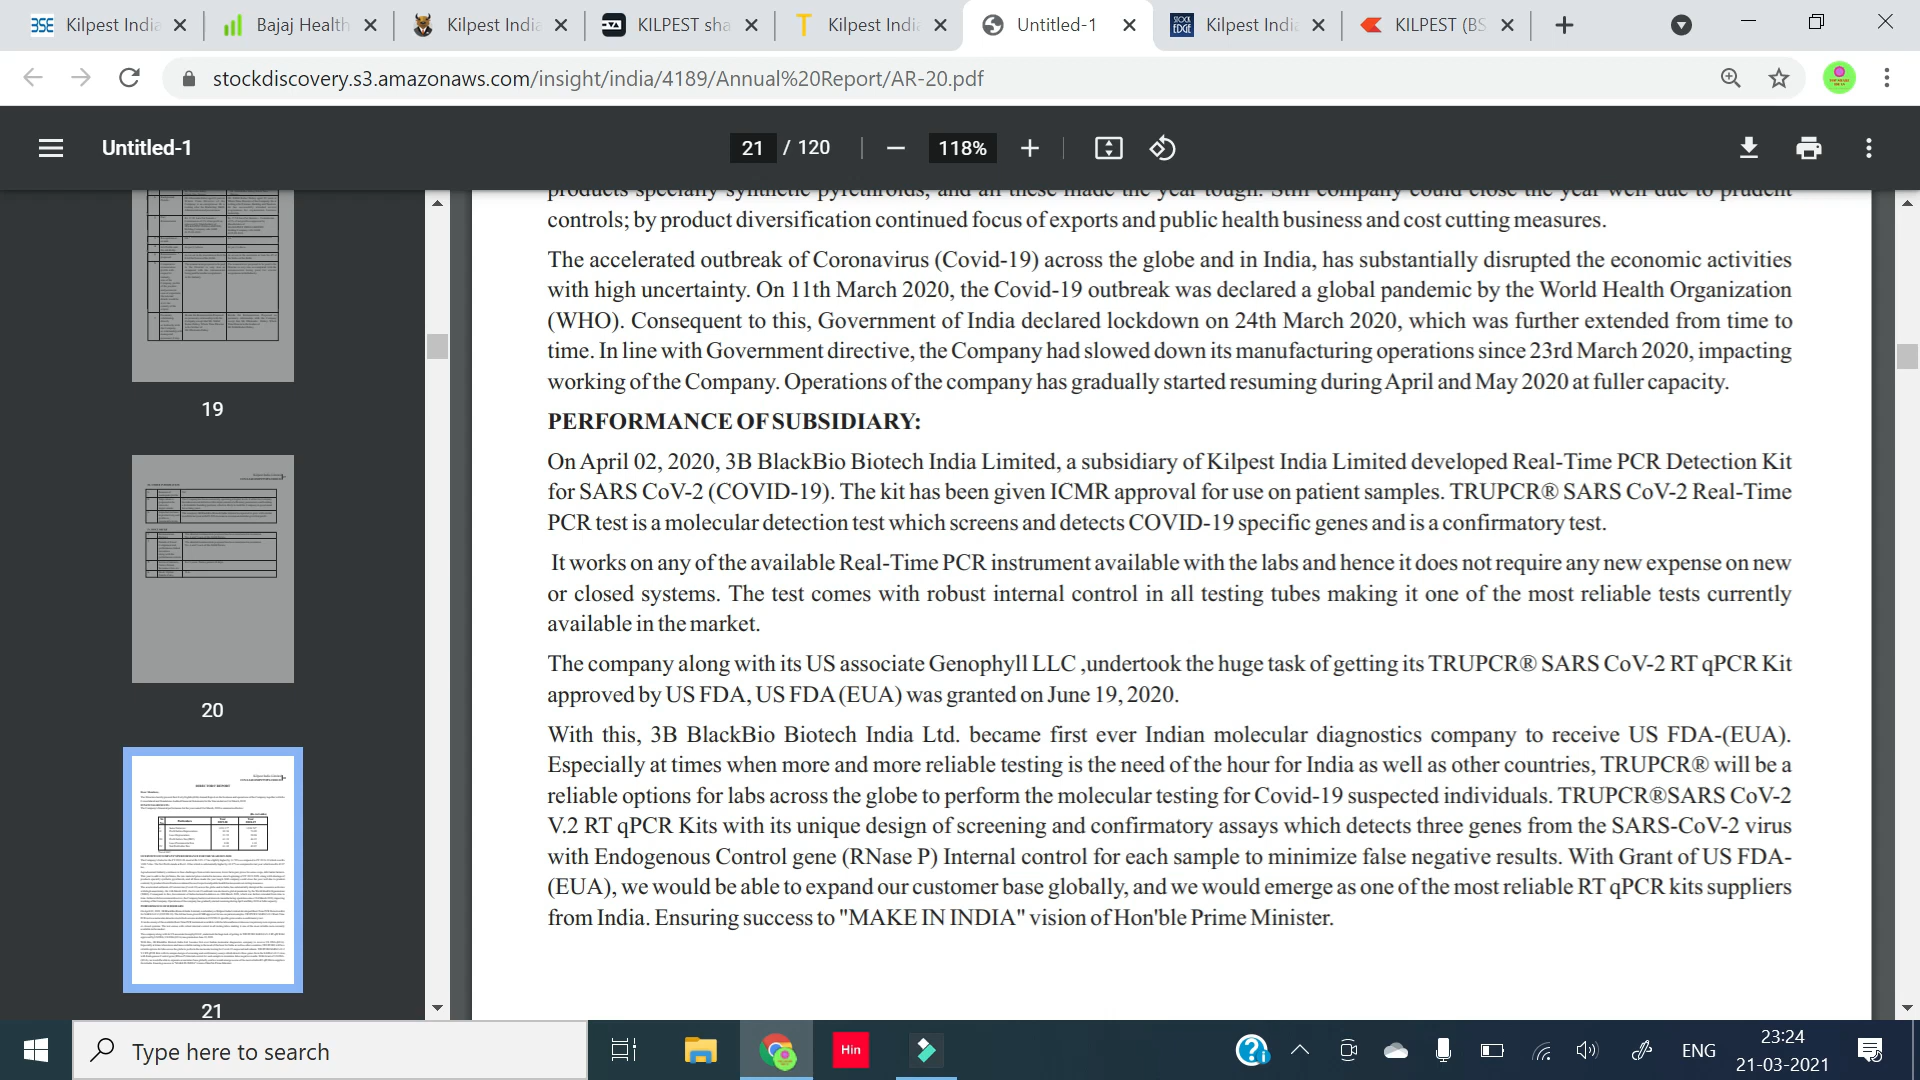 Kilpest India
Bajaj Health
Kilpest India
KILPEST sha
Kilpest India
Untitled-1
STOCK EDGE
Kilpest India
KILPEST (BS
stockdiscovery.s3.amazonaws.com/insight/india/4189/Annual%20Report/AR-20.pdf
Untitled-1
21 / 120
118%
products specially synthetic pyrethroids, and all these made the year tough. Still company could close the year well due to prudent
controls; by product diversification continued focus of exports and public health business and cost cutting measures.
The accelerated outbreak of Coronavirus (Covid-19) across the globe and in India, has substantially disrupted the economic activities
with high uncertainty. On 11th March 2020, the Covid-19 outbreak was declared a global pandemic by the World Health Organization
(WHO). Consequent to this, Government of India declared lockdown on 24th March 2020, which was further extended from time to
time. In line with Government directive, the Company had slowed down its manufacturing operations since 23rd March 2020, impacting
working of the Company. Operations of the company has gradually started resuming during April and May 2020 at fuller capacity.
PERFORMANCE OF SUBSIDIARY:
On April 02, 2020, 3B BlackBio Biotech India Limited, a subsidiary of Kilpest India Limited developed Real-Time PCR Detection Kit
for SARS CoV-2 (COVID-19). The kit has been given ICMR approval for use on patient samples. TRUPCR® SARS CoV-2 Real-Time
PCR test is a molecular detection test which screens and detects COVID-19 specific genes and is a confirmatory test.
It works on any of the available Real-Time PCR instrument available with the labs and hence it does not require any new expense on new
or closed systems. The test comes with robust internal control in all testing tubes making it one of the most reliable tests currently
available in the market.
The company along with its US associate Genophyll LLC ,undertook the huge task of getting its TRUPCR® SARS CoV-2 RT qPCR Kit
approved by US FDA, US FDA (EUA) was granted on June 19, 2020.
With this, 3B BlackBio Biotech India Ltd. became first ever Indian molecular diagnostics company to receive US FDA-(EUA).
Especially at times when more and more reliable testing is the need of the hour for India as well as other countries, TRUPCR® will be a
reliable options for labs across the globe to perform the molecular testing for Covid-19 suspected individuals. TRUPCR®SARS CoV-2
V.2 RT qPCR Kits with its unique design of screening and confirmatory assays which detects three genes from the SARS-CoV-2 virus
with Endogenous Control gene (RNase P) Internal control for each sample to minimize false negative results. With Grant of US FDA-
(EUA), we would be able to expand our customer base globally, and we would emerge as one of the most reliable RT qPCR kits suppliers
from India. Ensuring success to "MAKE IN INDIA" vision of Hon'ble Prime Minister.
19
20
21
Type here to search
Hin
ENG
23:24
21-03-2021